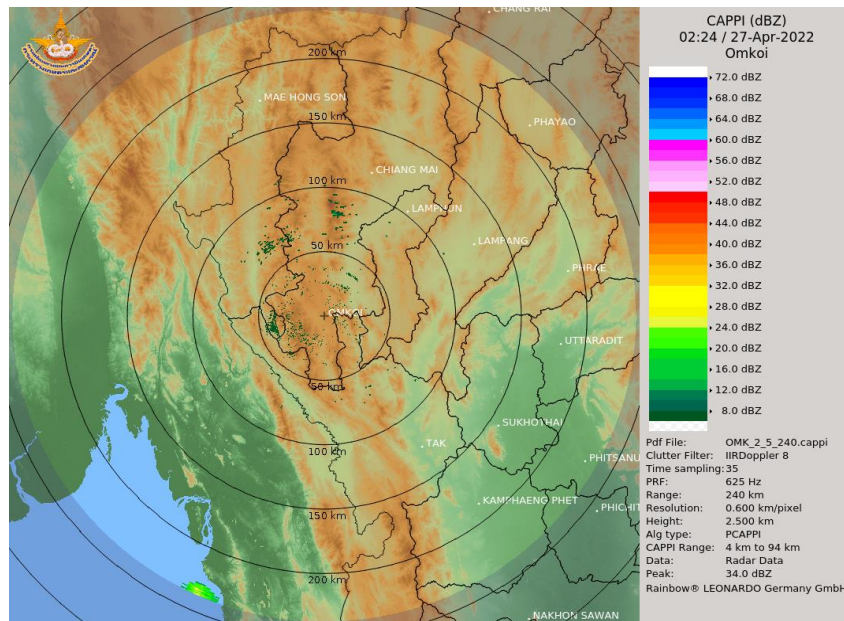 CHANG RAI
200 km
MAE HONG SON
150 km
PHAYAO
CHIANG MAI
100 km
LAMPHUN
LAMPANG
50 km
PHRAE
OMKOI
UTTARADIT
50 km
SUKHOTHAI
TAK
100 km
PHITSANU
KAMPHAENG PHET
PHICHIT
150 km
200 km
NAKHON SAWAN
CAPPI (dBZ)
02:24 / 27-Apr-2022
Omkoi
72.0 dBZ
68.0 dBZ
64.0 dBZ
60.0 dBZ
56.0 dBZ
52.0 dBZ
48.0 dBZ
44.0 dBZ
40.0 dBZ
36.0 dBZ
32.0 dBZ
28.0 dBZ
24.0 dBZ
20.0 dBZ
16.0 dBZ
12.0 dBZ
8.0 dBZ
Pdf File: OMK_2_5_240.cappi
Clutter Filter: IIRDoppler 8
Time sampling:35
PRF: 625 Hz
Range: 240 km
Resolution: 0.600 km/pixel
Height: 2.500 km
Alg type: PCAPPI
CAPPI Range: 4 km to 94 km
Data: Radar Data
Peak: 34.0 dBZ
Rainbow® LEONARDO Germany GmbH